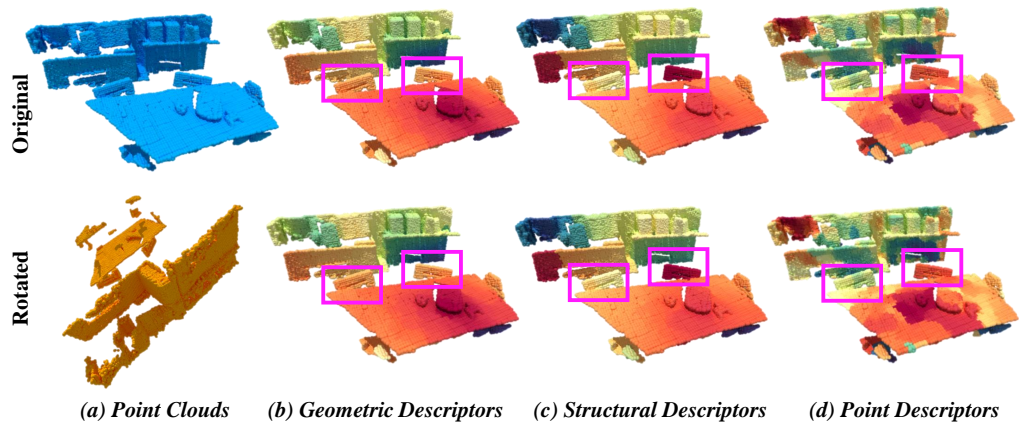 Original
Rotated
(a) Point Clouds
(b) Geometric Descriptors
(c) Structural Descriptors
(d) Point Descriptors